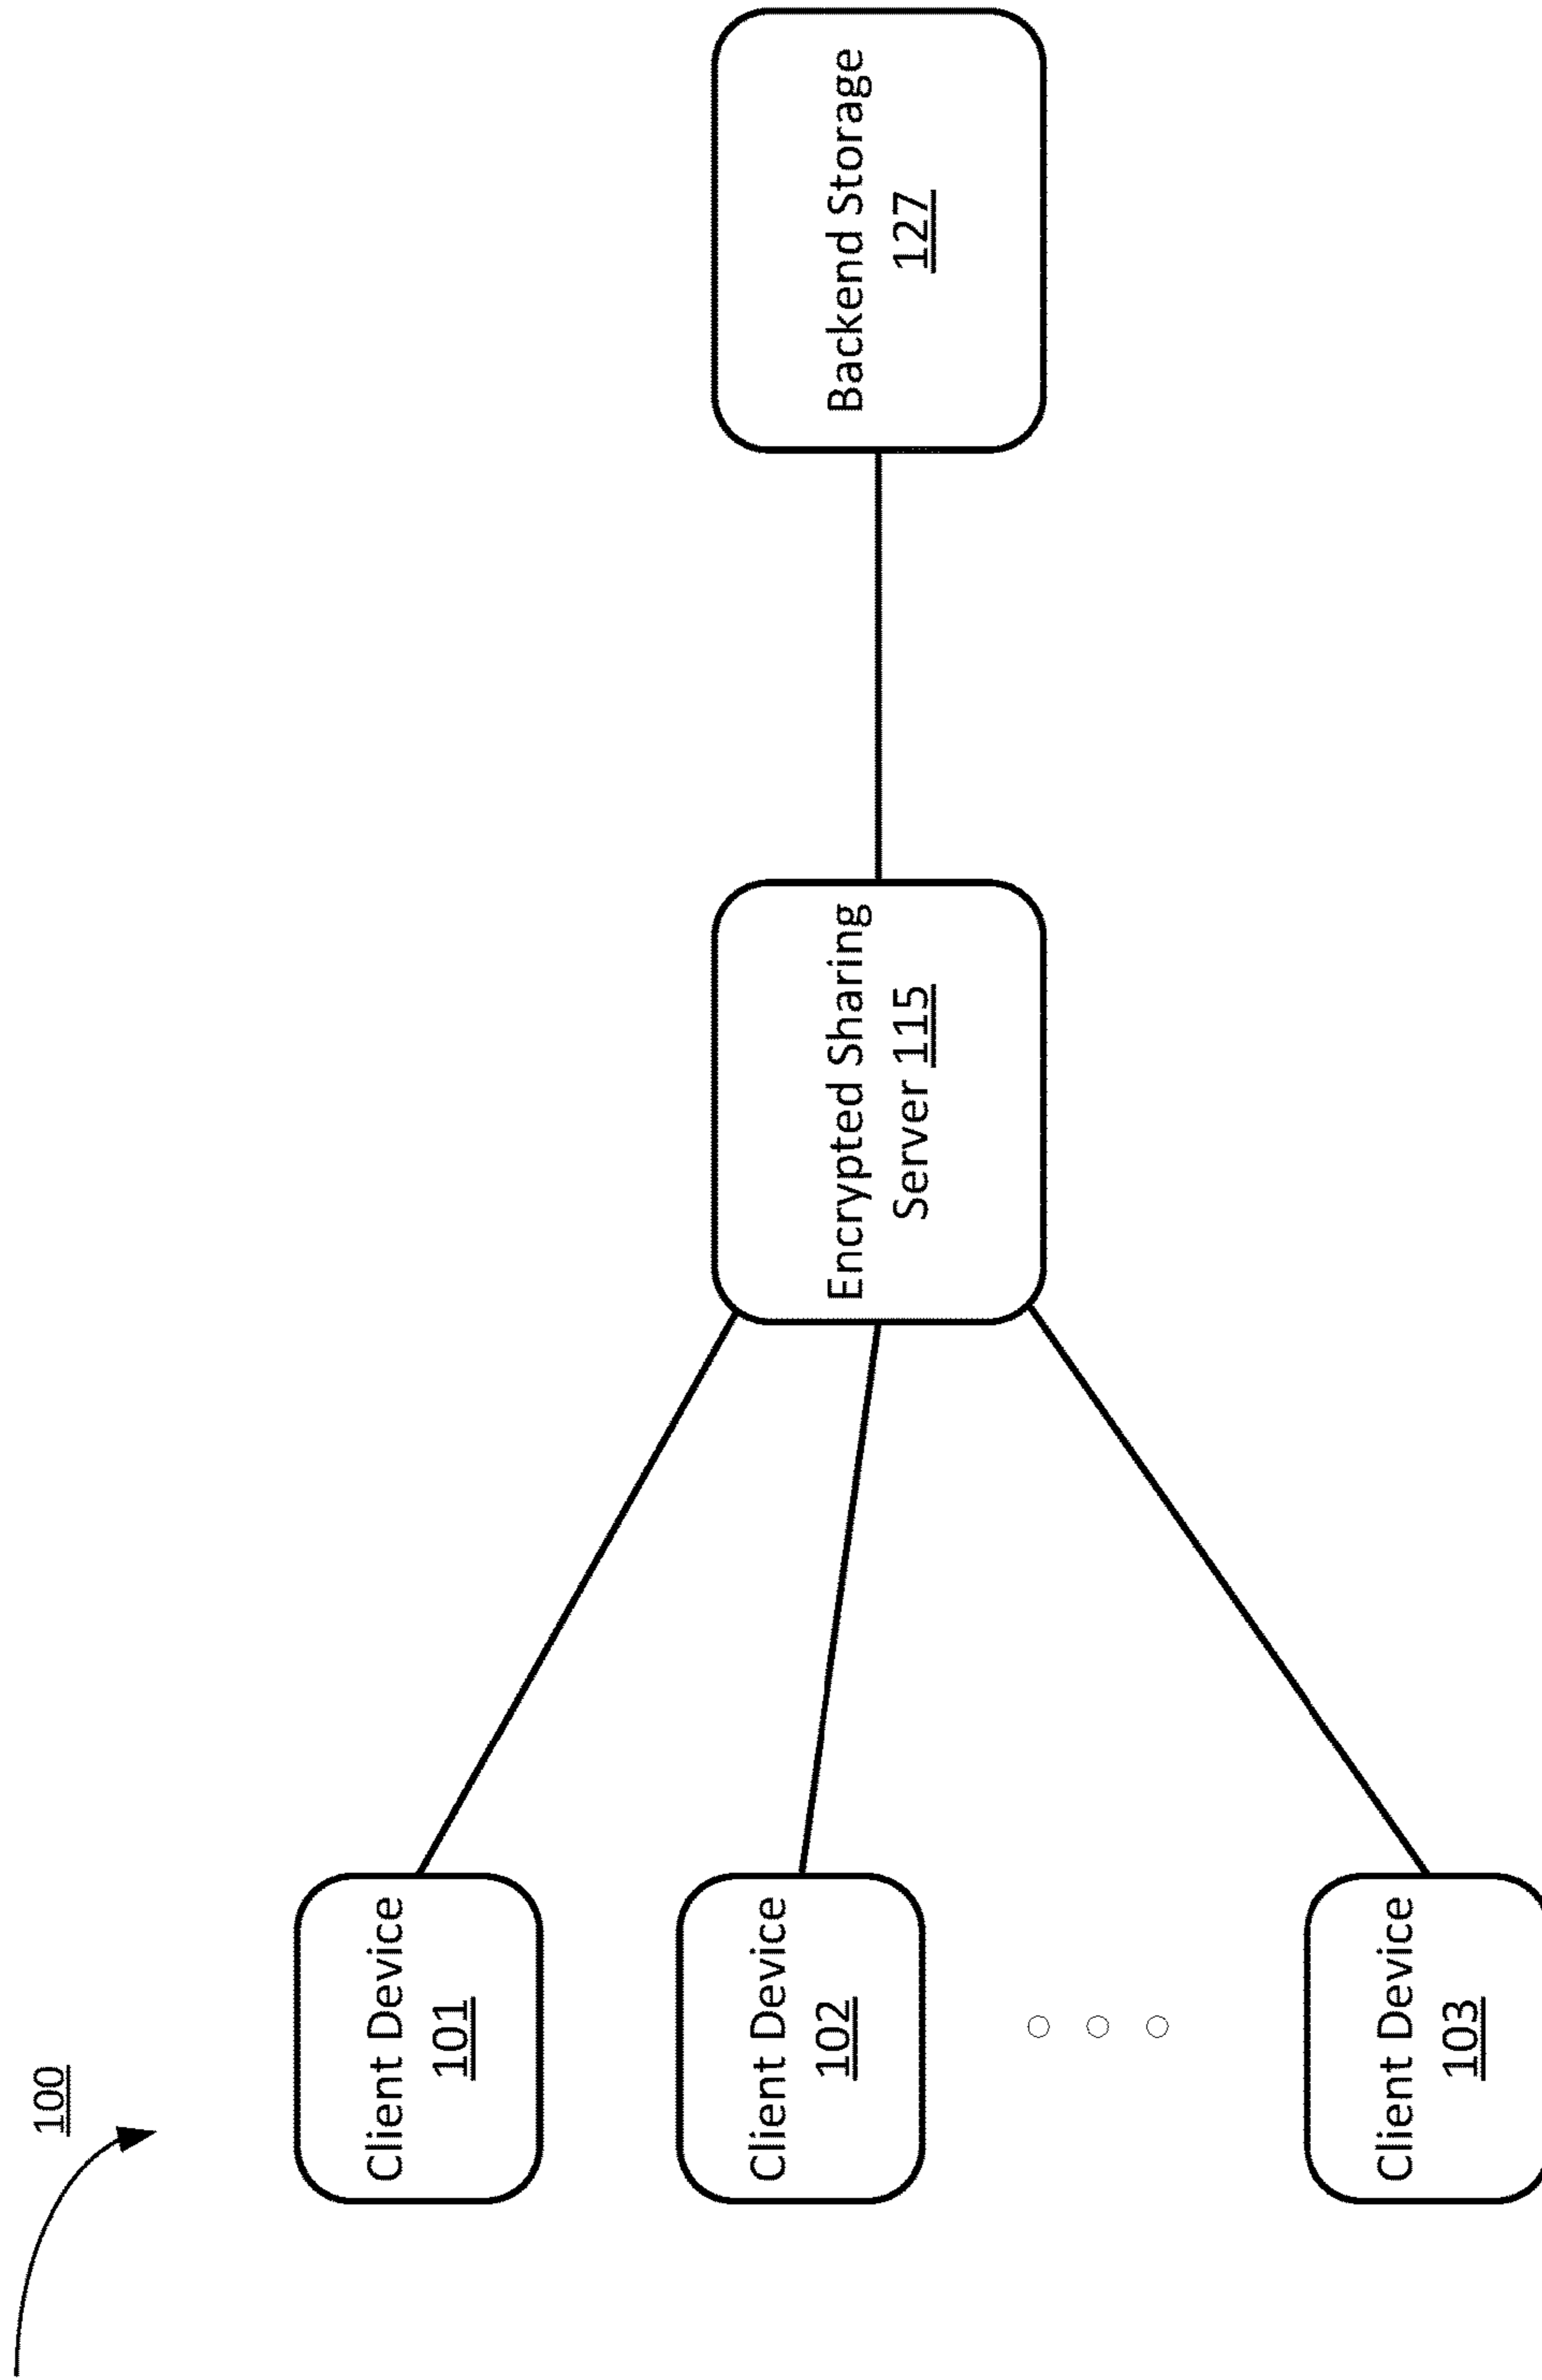 100
Client Device
101
Client Device
102
Client Device
103
Encrypted Sharing
Server 115
Backend Storage
127